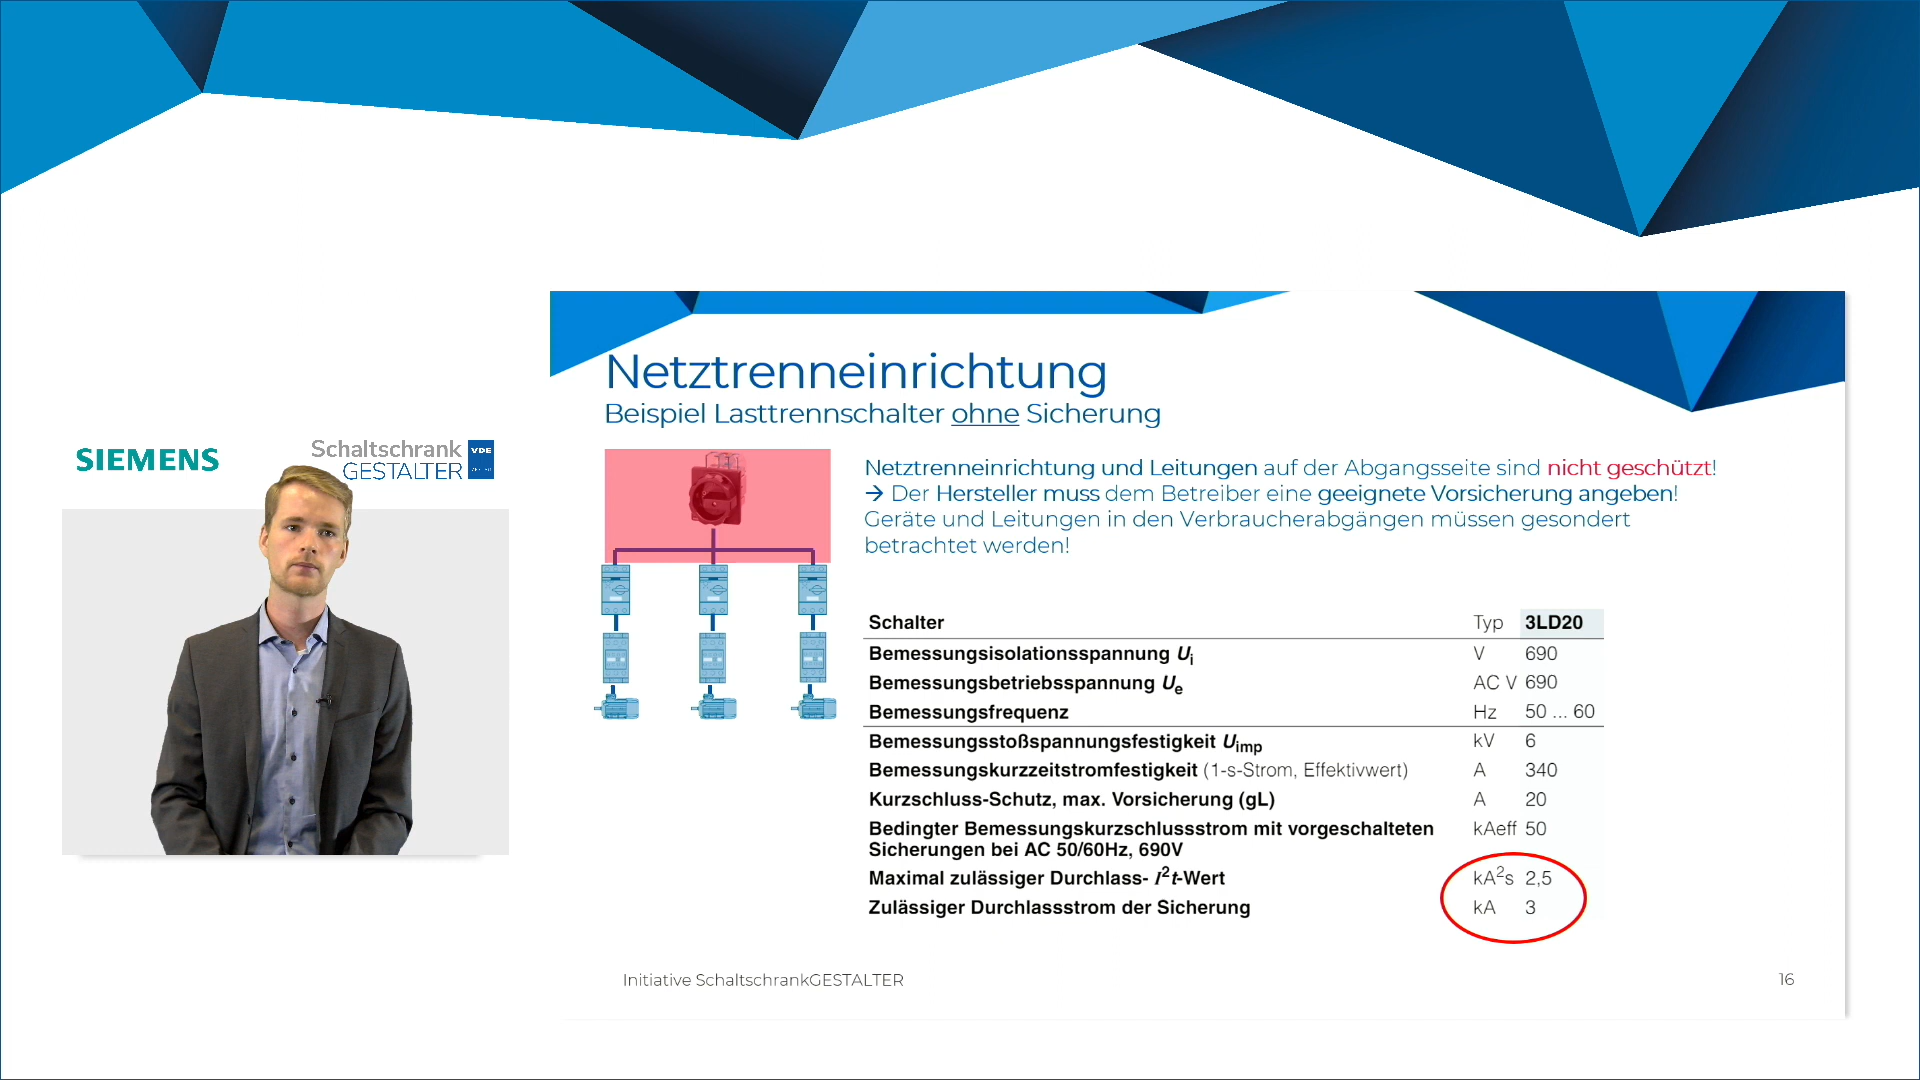 SIEMENS
Schaltschrank
GESTALTER
VDE
Netztrenneinrichtung
Beispiel Lasttrennschalter ohne Sicherung
Netztrenneinrichtung und Leitungen auf der Abgangsseite sind nicht geschützt!
→ Der Hersteller muss dem Betreiber eine geeignete Vorsicherung angeben!
Geräte und Leitungen in den Verbraucherabgängen müssen gesondert
betrachtet werden!
Schalter Typ 3LD20
Bemessungsisolationsspannung Ui V 690
Bemessungsbetriebsspannung Ue AC V 690
Bemessungsfrequenz Hz 50 ... 60
Bemessungsstoßspannungsfestigkeit Uimp kV 6
Bemessungskurzzeitstromfestigkeit (1-s-Strom, Effektivwert) A 340
Kurzschluss-Schutz, max. Vorsicherung (gL) A 20
Bedingter Bemessungskurzschlussstrom mit vorgeschalteten kAeff 50
Sicherungen bei AC 50/60Hz, 690V
Maximal zulässiger Durchlass- I²t-Wert kA²s 2,5
Zulässiger Durchlassstrom der Sicherung kA 3
Initiative SchaltschrankGESTALTER
16